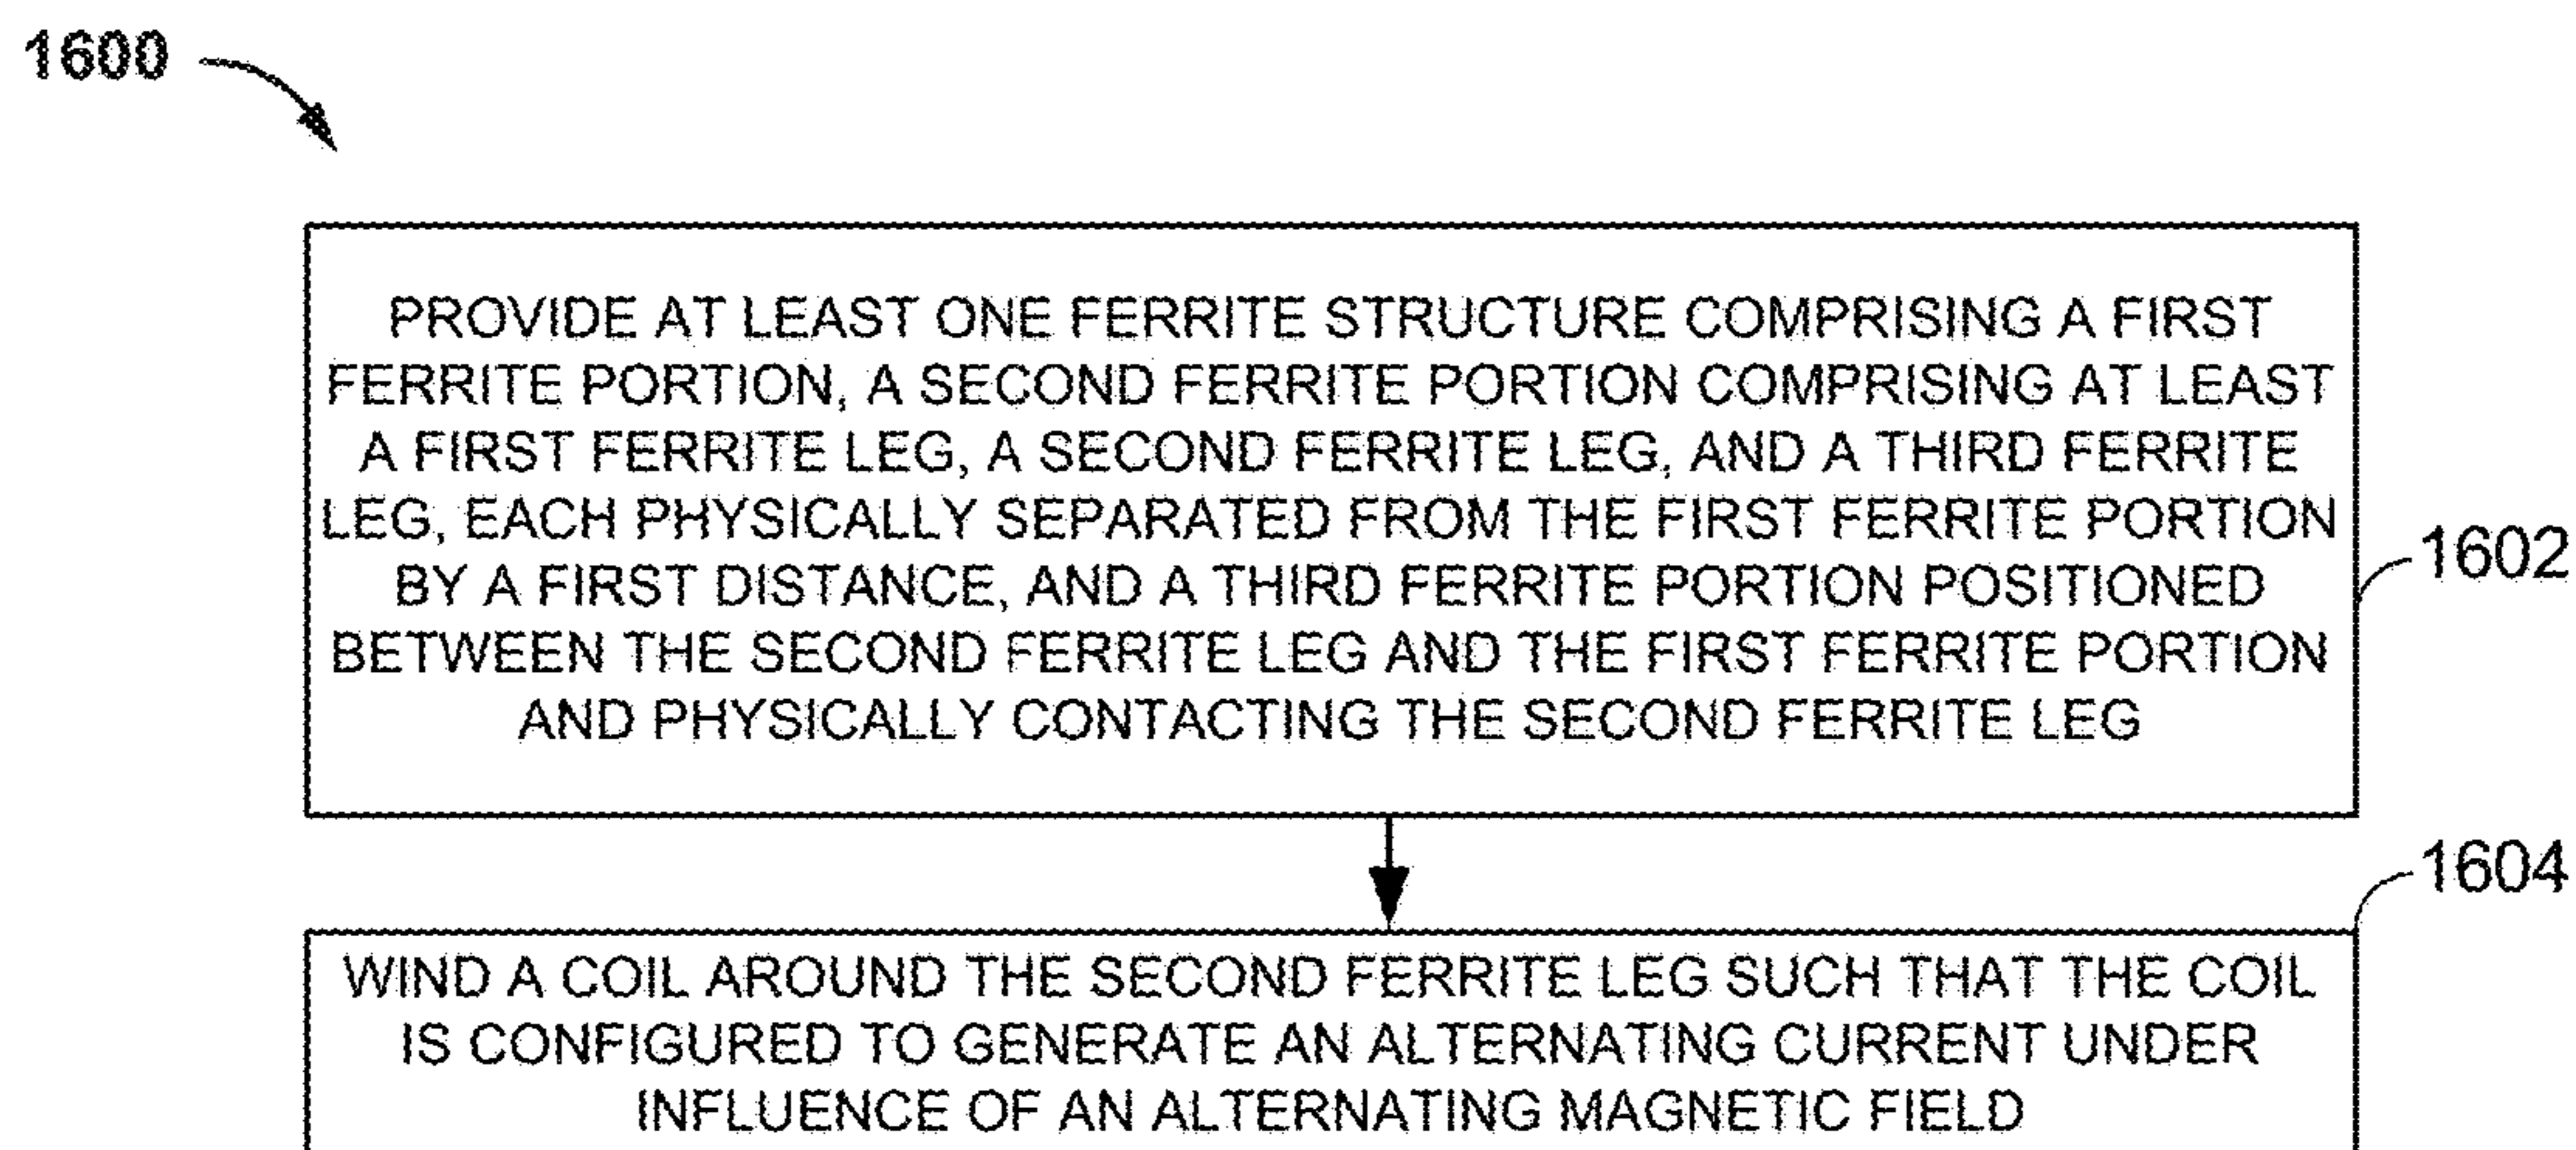 1600
PROVIDE AT LEAST ONE FERRITE STRUCTURE COMPRISING A FIRST
FERRITE PORTION, A SECOND FERRITE PORTION COMPRISING AT LEAST
A FIRST FERRITE LEG, A SECOND FERRITE LEG, AND A THIRD FERRITE
LEG, EACH PHYSICALLY SEPARATED FROM THE FIRST FERRITE PORTION
BY A FIRST DISTANCE, AND A THIRD FERRITE PORTION POSITIONED
BETWEEN THE SECOND FERRITE LEG AND THE FIRST FERRITE PORTION
AND PHYSICALLY CONTACTING THE SECOND FERRITE LEG
1602
1604
WIND A COIL AROUND THE SECOND FERRITE LEG SUCH THAT THE COIL
IS CONFIGURED TO GENERATE AN ALTERNATING CURRENT UNDER
INFLUENCE OF AN ALTERNATING MAGNETIC FIELD